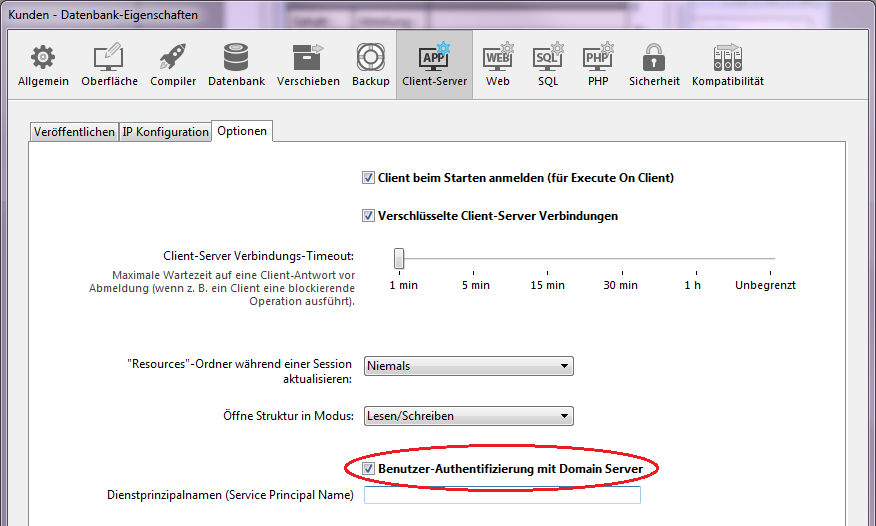 Kunden - Datenbank-Eigenschaften
Allgemein Oberfläche Compiler Datenbank Verschieben Backup Client-Server Web SQL PHP Sicherheit Kompatibilität
APP WEB SQL PHP
Veröffentlichen IP Konfiguration Optionen
Client beim Starten anmelden (für Execute On Client)
Verschlüsselte Client-Server Verbindungen
Client-Server Verbindungs-Timeout:
Maximale Wartezeit auf eine Client-Antwort vor
Abmeldung (wenn z. B. ein Client eine blockierende
Operation ausführt).
1 min 5 min 15 min 30 min 1 h Unbegrenzt
"Resources"-Ordner während einer Session
aktualisieren:
Niemals
Öffne Struktur in Modus: Lesen/Schreiben
Benutzer-Authentifizierung mit Domain Server
Dienstprinzipalnamen (Service Principal Name)